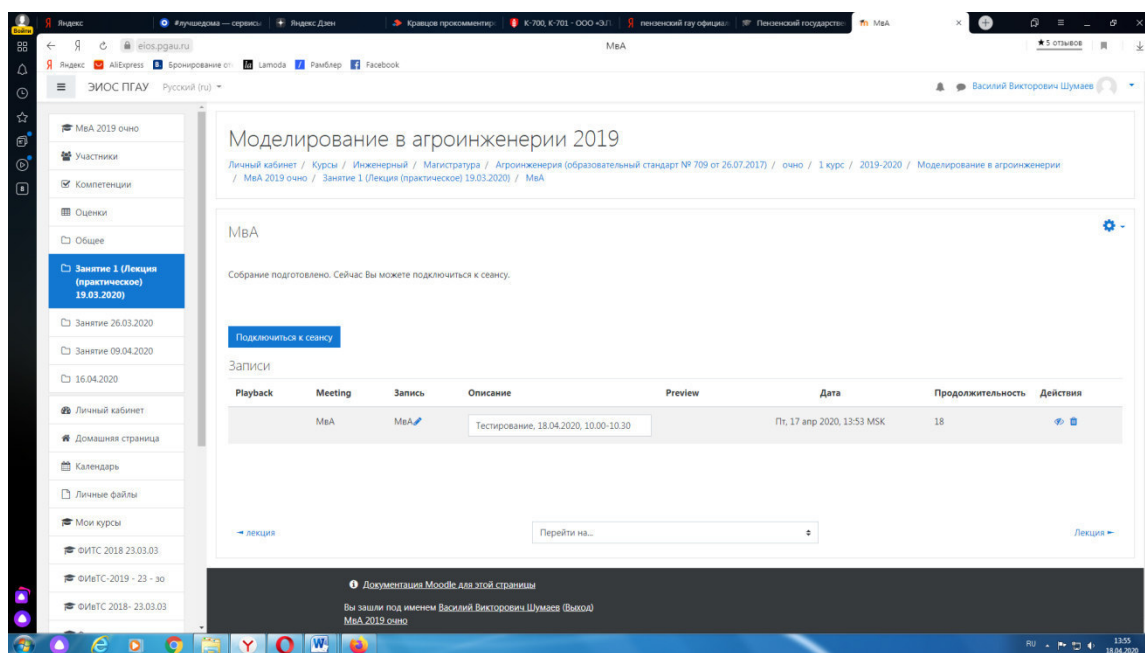 Войти
Яндекс
#лучшедома — сервисы
Яндекс Дзен
Кравцов прокомментир
К-700, К-701 - ООО «ЭЛ
пензенский гау официал
Пензенский государстве
МвА
eios.pgau.ru
МвА
★5 отзывов
Яндекс
AliExpress
Бронирование от
Lamoda
Рамблер
Facebook
ЭИОС ПГАУ
Русский (ru)
Василий Викторович Шумаев
МвА 2019 очно
Участники
Компетенции
Оценки
Общее
Занятие 1 (Лекция
(практическое)
19.03.2020)
Занятие 26.03.2020
Занятие 09.04.2020
16.04.2020
Личный кабинет
Домашняя страница
Календарь
Личные файлы
Мои курсы
ФИТС 2018 23.03.03
ФИвТС-2019 - 23 - зо
ФИвТС 2018- 23.03.03
Моделирование в агроинженерии 2019
Личный кабинет / Курсы / Инженерный / Магистратура / Агроинженерия (образовательный стандарт № 709 от 26.07.2017) / очно / 1 курс / 2019-2020 / Моделирование в агроинженерии
/ МвА 2019 очно / Занятие 1 (Лекция (практическое) 19.03.2020) / МвА
МвА
Собрание подготовлено. Сейчас Вы можете подключиться к сеансу.
Подключиться к сеансу
Записи
Playback Meeting Запись Описание Preview Дата Продолжительность Действия
МвА МвА Тестирование, 18.04.2020, 10.00-10.30 Пт, 17 апр 2020, 13:53 MSK 18
◄ лекция
Перейти на...
Лекция ►
Документация Moodle для этой страницы
Вы зашли под именем Василий Викторович Шумаев (Выход)
МвА 2019 очно
RU
13:55
18.04.2020